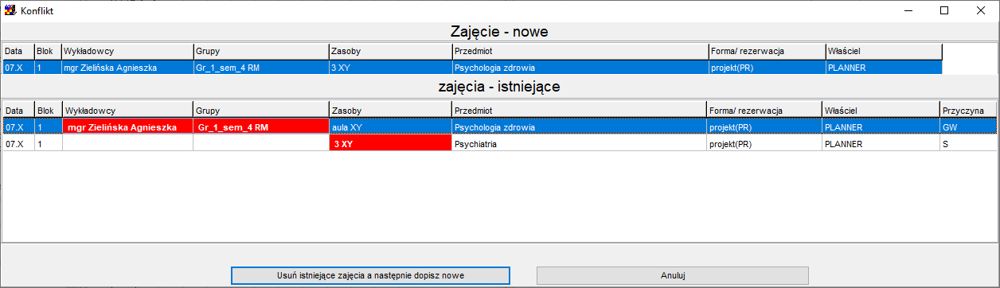 Konflikt
Zajęcie - nowe
Data Blok Wykładowcy Grupy Zasoby Przedmiot Forma/ rezerwacja Właściel
07.X 1 mgr Zielińska Agnieszka Gr_1_sem_4 RM 3 XY Psychologia zdrowia projekt(PR) PLANNER
zajęcia - istniejące
Data Blok Wykładowcy Grupy Zasoby Przedmiot Forma/ rezerwacja Właściel Przyczyna
07.X 1 mgr Zielińska Agnieszka Gr_1_sem_4 RM aula XY Psychologia zdrowia projekt(PR) PLANNER GW
07.X 1 3 XY Psychiatria projekt(PR) PLANNER S
Usuń istniejące zajęcia a następnie dopisz nowe Anuluj